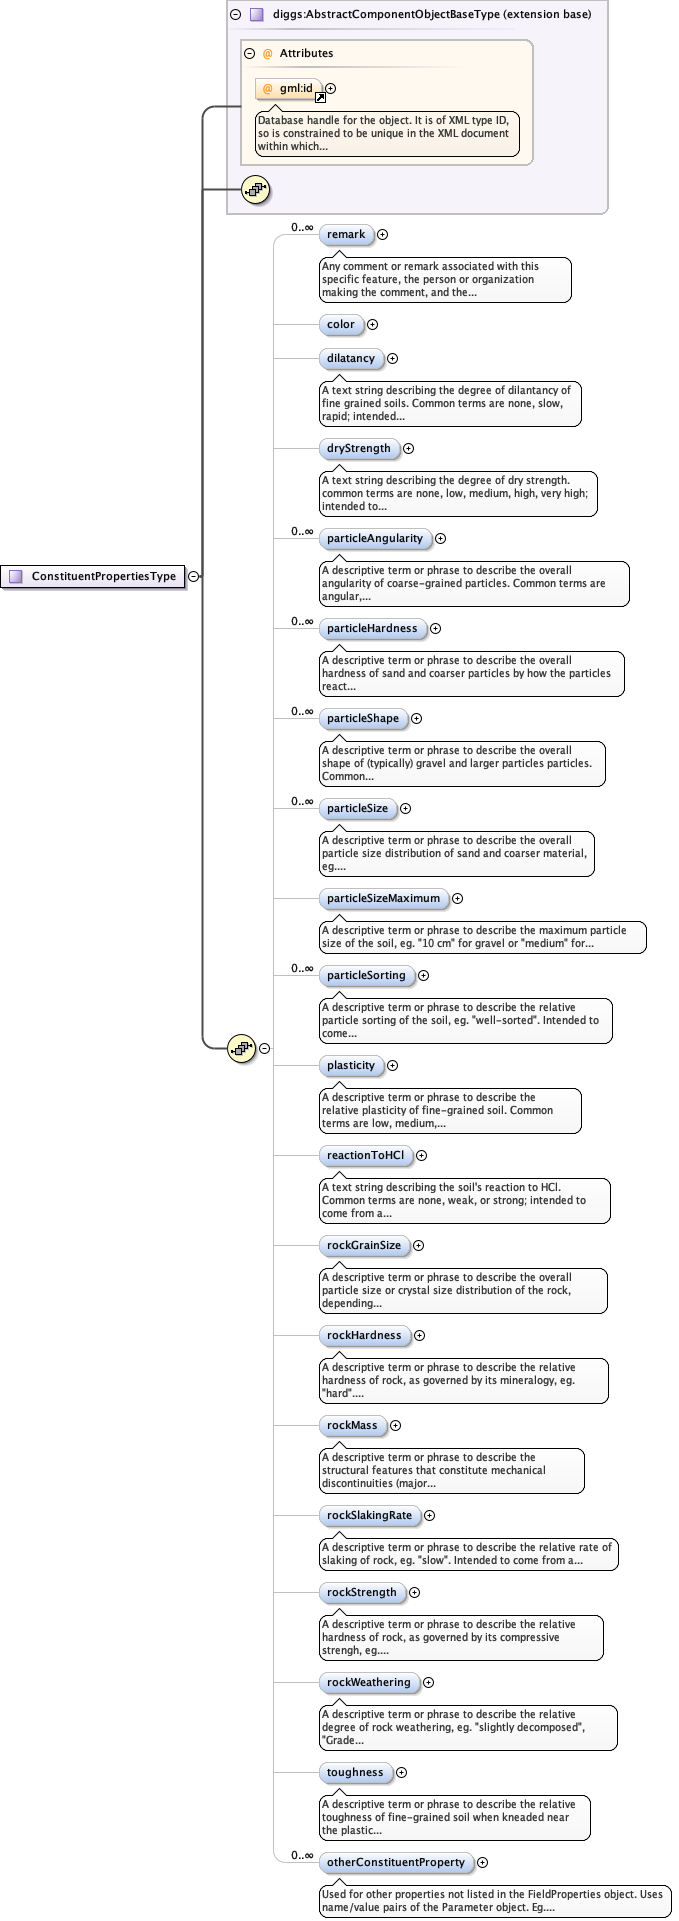 diggs:AbstractComponentObjectBaseType (extension base)
@ Attributes
@ gml:id
Database handle for the object. It is of XML type ID,
so is constrained to be unique in the XML document
within which...
0..∞
remark
Any comment or remark associated with this
specific feature, the person or organization
making the comment, and the...
color
dilatancy
A text string describing the degree of dilantancy of
fine grained soils. Common terms are none, slow,
rapid; intended...
dryStrength
A text string describing the degree of dry strength.
common terms are none, low, medium, high, very high;
intended to...
0..∞
particleAngularity
A descriptive term or phrase to describe the overall
angularity of coarse-grained particles. Common terms are
angular,...
ConstituentPropertiesType
0..∞
particleHardness
A descriptive term or phrase to describe the overall
hardness of sand and coarser particles by how the particles
react...
0..∞
particleShape
A descriptive term or phrase to describe the overall
shape of (typically) gravel and larger particles particles.
Common...
0..∞
particleSize
A descriptive term or phrase to describe the overall
particle size distribution of sand and coarser material,
eg....
particleSizeMaximum
A descriptive term or phrase to describe the maximum particle
size of the soil, eg. "10 cm" for gravel or "medium" for...
0..∞
particleSorting
A descriptive term or phrase to describe the relative
particle sorting of the soil, eg. "well-sorted". Intended to
come...
plasticity
A descriptive term or phrase to describe the
relative plasticity of fine-grained soil. Common
terms are low, medium,...
reactionToHCl
A text string describing the soil's reaction to HCl.
Common terms are none, weak, or strong; intended to
come from a...
rockGrainSize
A descriptive term or phrase to describe the overall
particle size or crystal size distribution of the rock,
depending...
rockHardness
A descriptive term or phrase to describe the relative
hardness of rock, as governed by its mineralogy, eg.
"hard"....
rockMass
A descriptive term or phrase to describe the
structural features that constitute mechanical
discontinuities (major...
rockSlakingRate
A descriptive term or phrase to describe the relative rate of
slaking of rock, eg. "slow". Intended to come from a...
rockStrength
A descriptive term or phrase to describe the relative
hardness of rock, as governed by its compressive
strengh, eg....
rockWeathering
A descriptive term or phrase to describe the relative
degree of rock weathering, eg. "slightly decomposed",
"Grade...
toughness
A descriptive term or phrase to describe the relative
toughness of fine-grained soil when kneaded near
the plastic...
0..∞
otherConstituentProperty
Used for other properties not listed in the FieldProperties object. Uses
name/value pairs of the Parameter object. Eg....